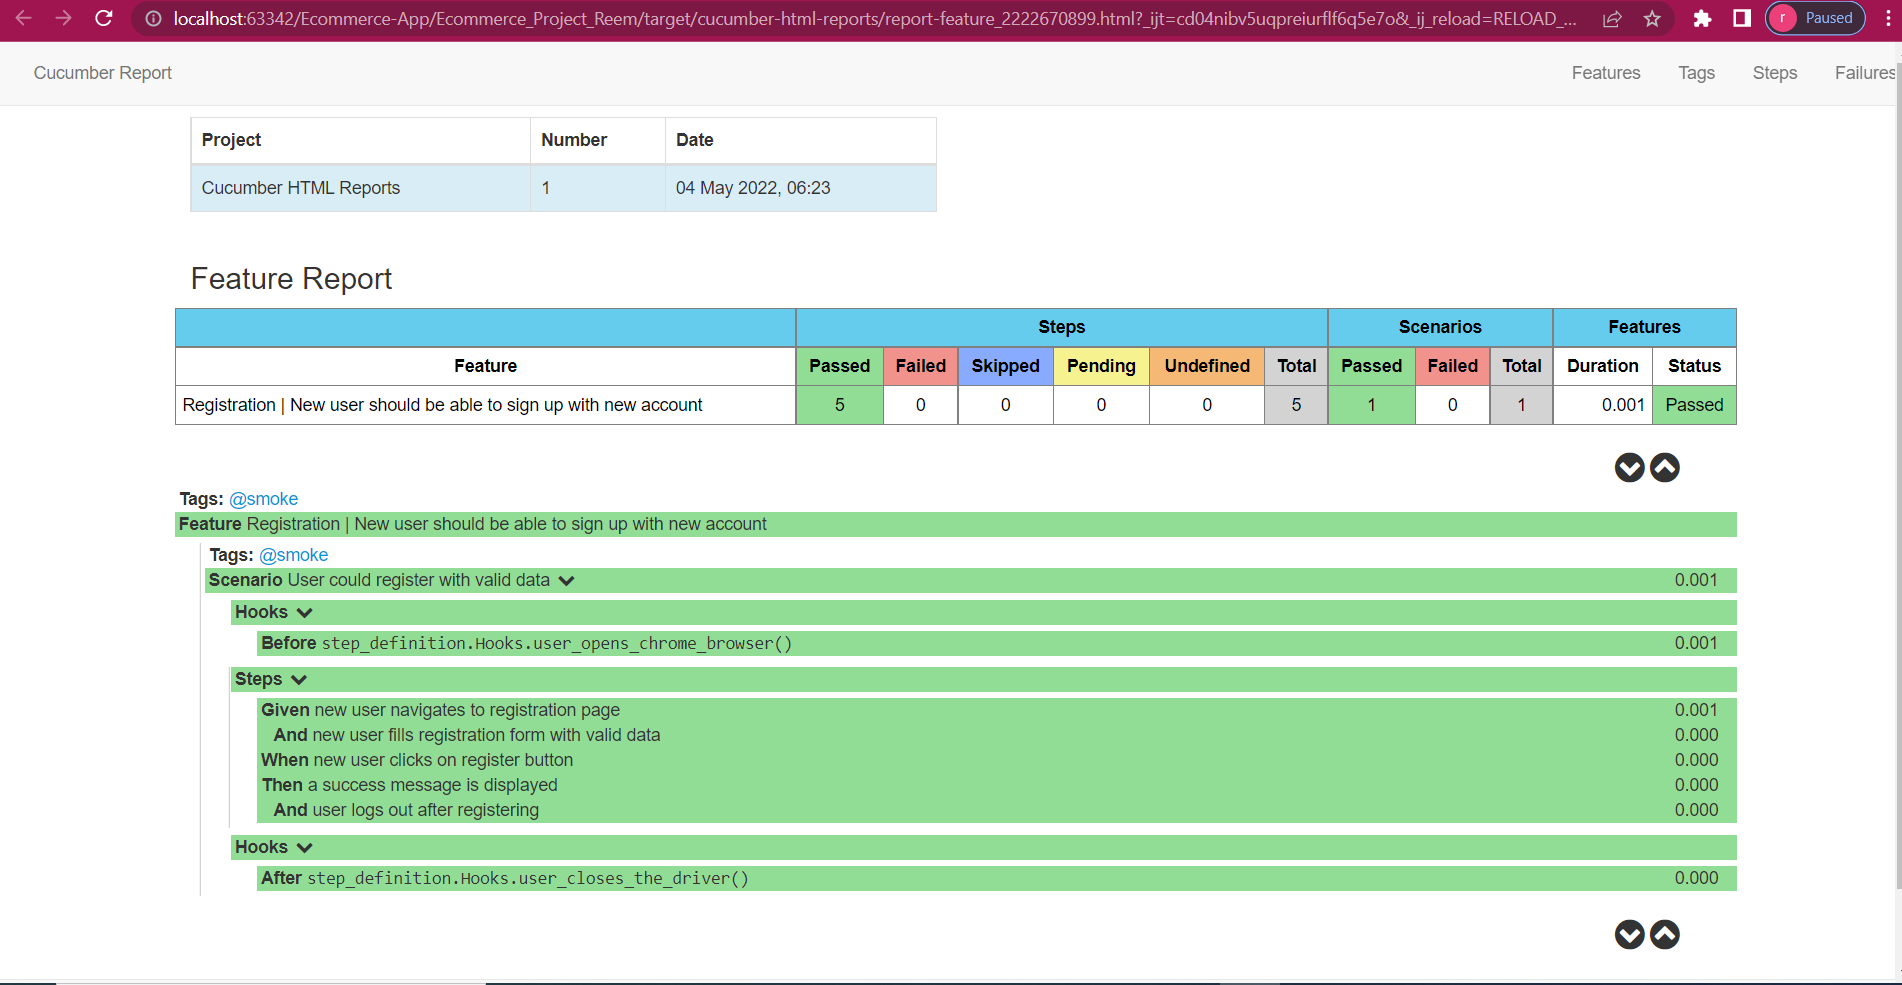 localhost:63342/Ecommerce-App/Ecommerce_Project_Reem/target/cucumber-html-reports/report-feature_2222670899.html?_ijt=cd04nibv5uqpreiurflf6q5e7o&_ij_reload=RELOAD_...
r Paused
Cucumber Report Features Tags Steps Failures
Project Number Date
Cucumber HTML Reports 1 04 May 2022, 06:23
Feature Report
Steps Scenarios Features
Feature Passed Failed Skipped Pending Undefined Total Passed Failed Total Duration Status
Registration | New user should be able to sign up with new account 5 0 0 0 0 5 1 0 1 0.001 Passed
Tags: @smoke
Feature Registration | New user should be able to sign up with new account
Tags: @smoke
Scenario User could register with valid data 0.001
Hooks
Before step_definition.Hooks.user_opens_chrome_browser() 0.001
Steps
Given new user navigates to registration page 0.001
And new user fills registration form with valid data 0.000
When new user clicks on register button 0.000
Then a success message is displayed 0.000
And user logs out after registering 0.000
Hooks
After step_definition.Hooks.user_closes_the_driver() 0.000